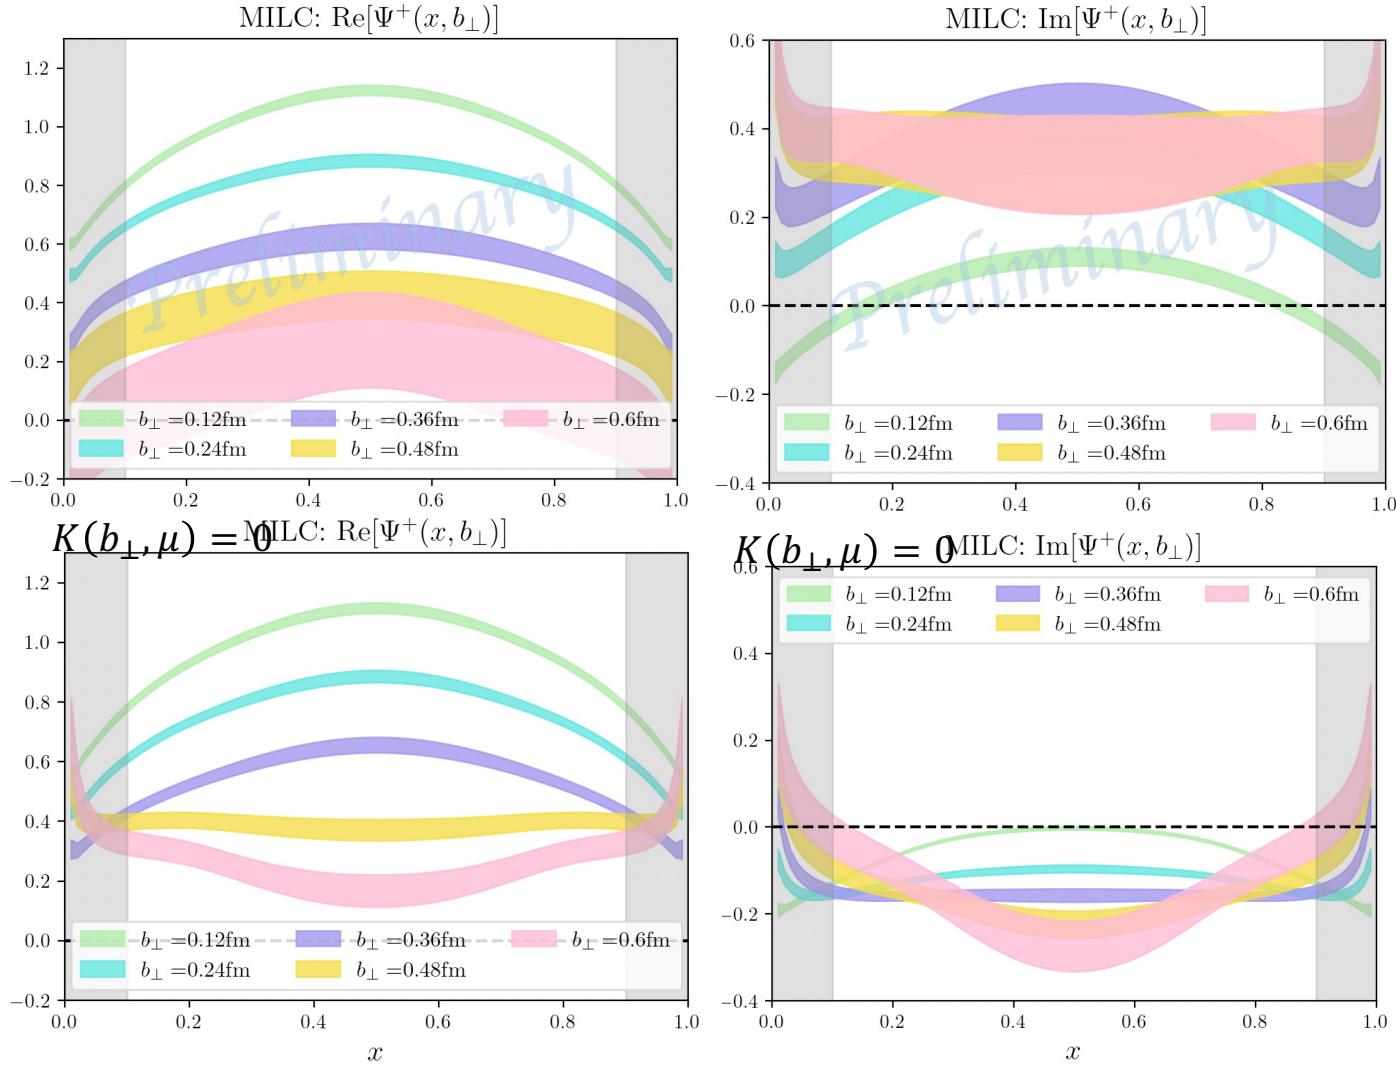 MILC: Re[Ψ⁺(x, b⊥)]
1.2
1.0
0.8
0.6
0.4
0.2
0.0
−0.2
Preliminary
b⊥ =0.12fm b⊥ =0.36fm b⊥ =0.6fm
b⊥ =0.24fm b⊥ =0.48fm
0.0 0.2 0.4 0.6 0.8 1.0
MILC: Im[Ψ⁺(x, b⊥)]
0.6
0.4
0.2
0.0
−0.2
−0.4
Preliminary
b⊥ =0.12fm b⊥ =0.36fm b⊥ =0.6fm
b⊥ =0.24fm b⊥ =0.48fm
0.0 0.2 0.4 0.6 0.8 1.0
K(b⊥, μ) = 0
MILC: Re[Ψ⁺(x, b⊥)]
1.2
1.0
0.8
0.6
0.4
0.2
0.0
−0.2
b⊥ =0.12fm b⊥ =0.36fm b⊥ =0.6fm
b⊥ =0.24fm b⊥ =0.48fm
0.0 0.2 0.4 0.6 0.8 1.0
x
K(b⊥, μ) = 0
MILC: Im[Ψ⁺(x, b⊥)]
b⊥ =0.12fm b⊥ =0.36fm b⊥ =0.6fm
b⊥ =0.24fm b⊥ =0.48fm
0.6
0.4
0.2
0.0
−0.2
−0.4
0.0 0.2 0.4 0.6 0.8 1.0
x